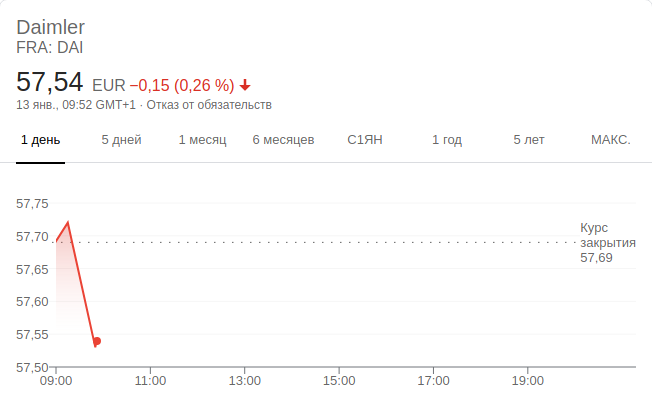 Daimler
FRA: DAI
57,54 EUR −0,15 (0,26 %)
13 янв., 09:52 GMT+1 · Отказ от обязательств
1 день 5 дней 1 месяц 6 месяцев С1ЯН 1 год 5 лет МАКС.
57,75
57,70
57,65
57,60
57,55
57,50
Курс
закрытия
57,69
09:00 11:00 13:00 15:00 17:00 19:00